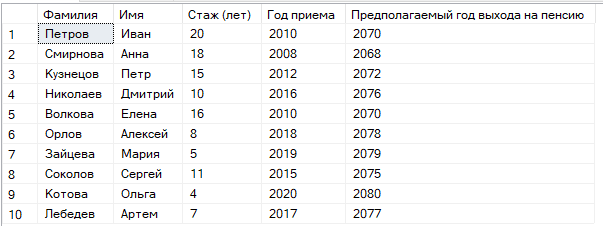 Фамилия Имя Стаж (лет) Год приема Предполагаемый год выхода на пенсию
1 Петров Иван 20 2010 2070
2 Смирнова Анна 18 2008 2068
3 Кузнецов Петр 15 2012 2072
4 Николаев Дмитрий 10 2016 2076
5 Волкова Елена 16 2010 2070
6 Орлов Алексей 8 2018 2078
7 Зайцева Мария 5 2019 2079
8 Соколов Сергей 11 2015 2075
9 Котова Ольга 4 2020 2080
10 Лебедев Артем 7 2017 2077